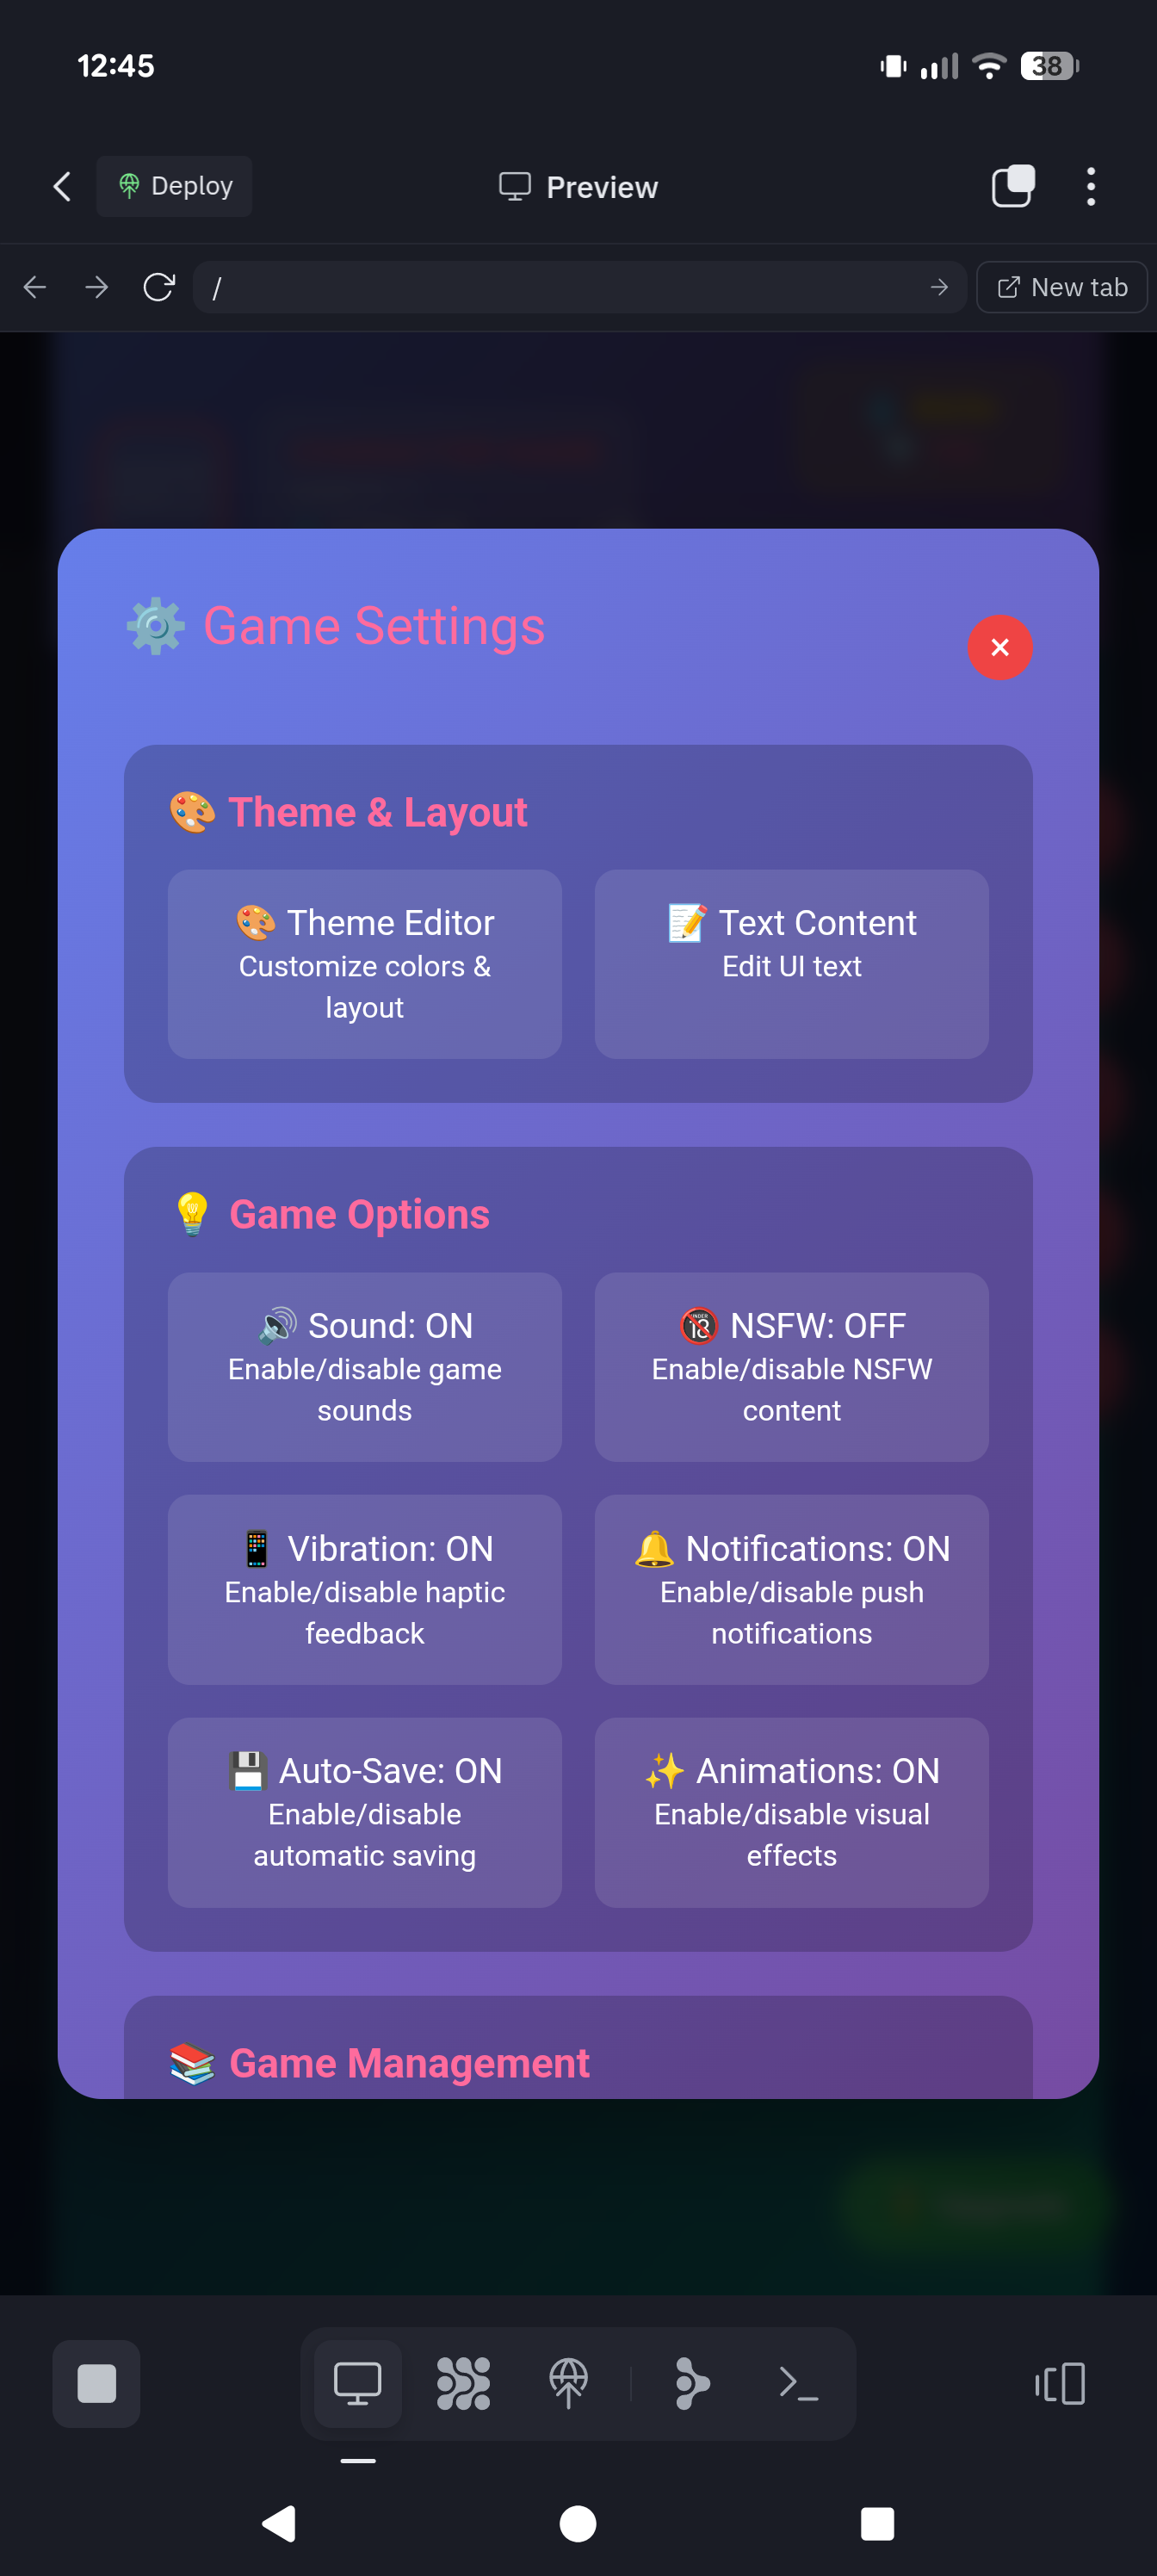 12:45
38
Deploy
Preview
/
New tab
⚙️ Game Settings
×
🎨 Theme & Layout
🎨 Theme Editor
Customize colors &
layout
📝 Text Content
Edit UI text
💡 Game Options
🔊 Sound: ON
Enable/disable game
sounds
🔞 NSFW: OFF
Enable/disable NSFW
content
📱 Vibration: ON
Enable/disable haptic
feedback
🔔 Notifications: ON
Enable/disable push
notifications
💾 Auto-Save: ON
Enable/disable
automatic saving
✨ Animations: ON
Enable/disable visual
effects
📚 Game Management